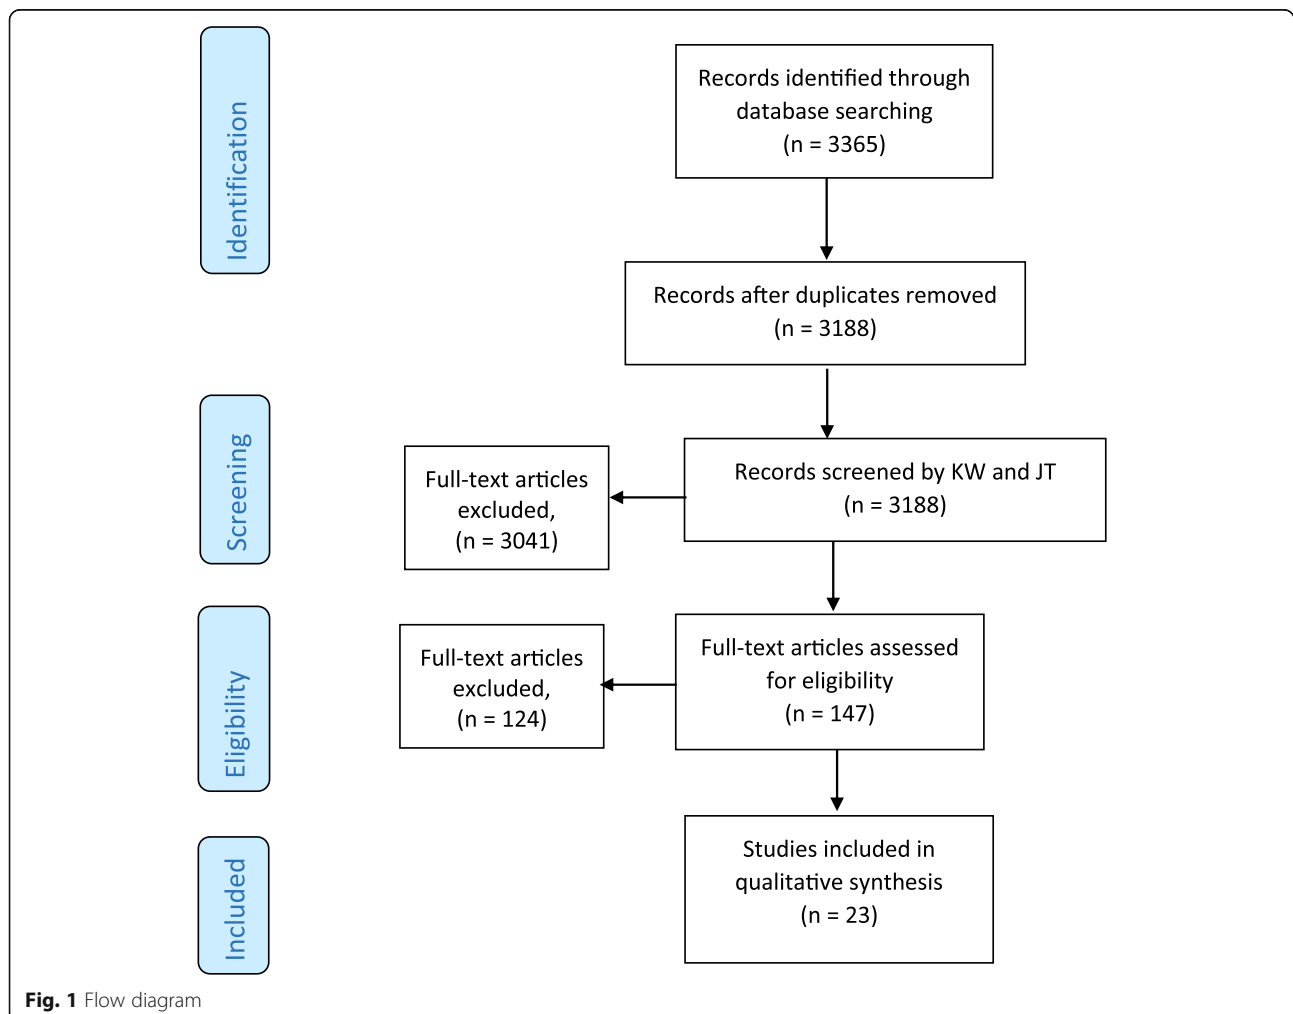 Identification
Records identified through
database searching
(n = 3365)
Records after duplicates removed
(n = 3188)
Screening
Records screened by KW and JT
(n = 3188)
Full-text articles
excluded,
(n = 3041)
Eligibility
Full-text articles assessed
for eligibility
(n = 147)
Full-text articles
excluded,
(n = 124)
Included
Studies included in
qualitative synthesis
(n = 23)
Fig. 1 Flow diagram